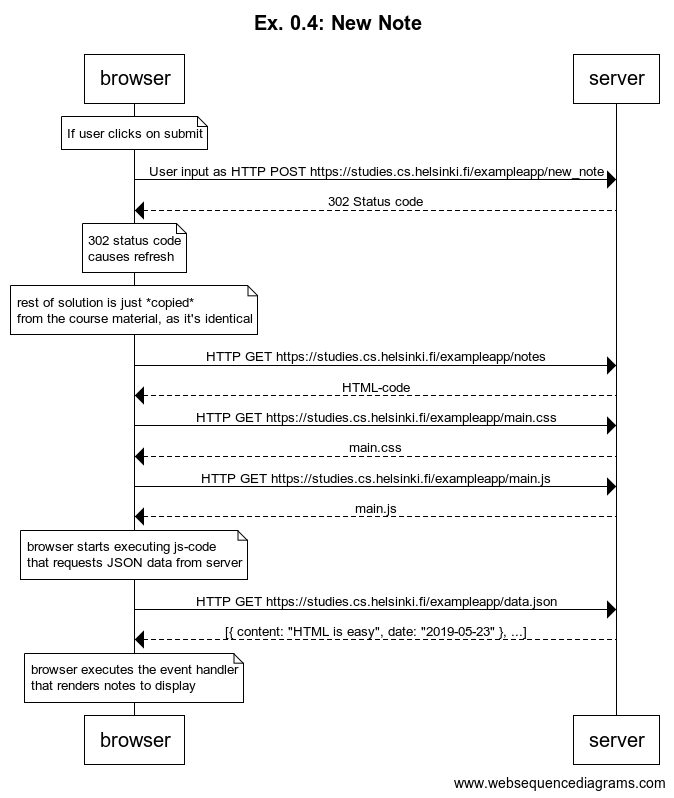 Ex. 0.4: New Note
browser
server
If user clicks on submit
User input as HTTP POST https://studies.cs.helsinki.fi/exampleapp/new_note
302 Status code
302 status code
causes refresh
rest of solution is just *copied*
from the course material, as it's identical
HTTP GET https://studies.cs.helsinki.fi/exampleapp/notes
HTML-code
HTTP GET https://studies.cs.helsinki.fi/exampleapp/main.css
main.css
HTTP GET https://studies.cs.helsinki.fi/exampleapp/main.js
main.js
browser starts executing js-code
that requests JSON data from server
HTTP GET https://studies.cs.helsinki.fi/exampleapp/data.json
[{ content: "HTML is easy", date: "2019-05-23" }, ...]
browser executes the event handler
that renders notes to display
browser
server
www.websequencediagrams.com